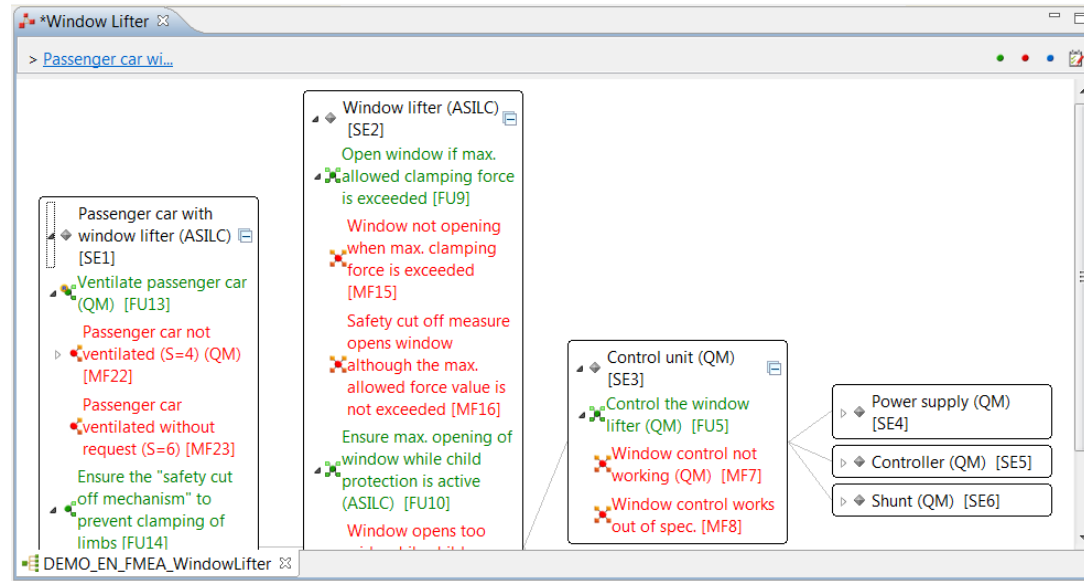 *Window Lifter
> Passenger car wi...
Passenger car with
window lifter (ASILC)
[SE1]
Ventilate passenger car
(QM) [FU13]
Passenger car not
ventilated (S=4) (QM)
[MF22]
Passenger car
ventilated without
request (S=6) [MF23]
Ensure the "safety cut
off mechanism" to
prevent clamping of
limbs [FU14]
Window lifter (ASILC)
[SE2]
Open window if max.
allowed clamping force
is exceeded [FU9]
Window not opening
when max. clamping
force is exceeded
[MF15]
Safety cut off measure
opens window
although the max.
allowed force value is
not exceeded [MF16]
Ensure max. opening of
window while child
protection is active
(ASILC) [FU10]
Window opens too
Control unit (QM)
[SE3]
Control the window
lifter (QM) [FU5]
Window control not
working (QM) [MF7]
Window control works
out of spec. [MF8]
Power supply (QM)
[SE4]
Controller (QM) [SE5]
Shunt (QM) [SE6]
DEMO_EN_FMEA_WindowLifter